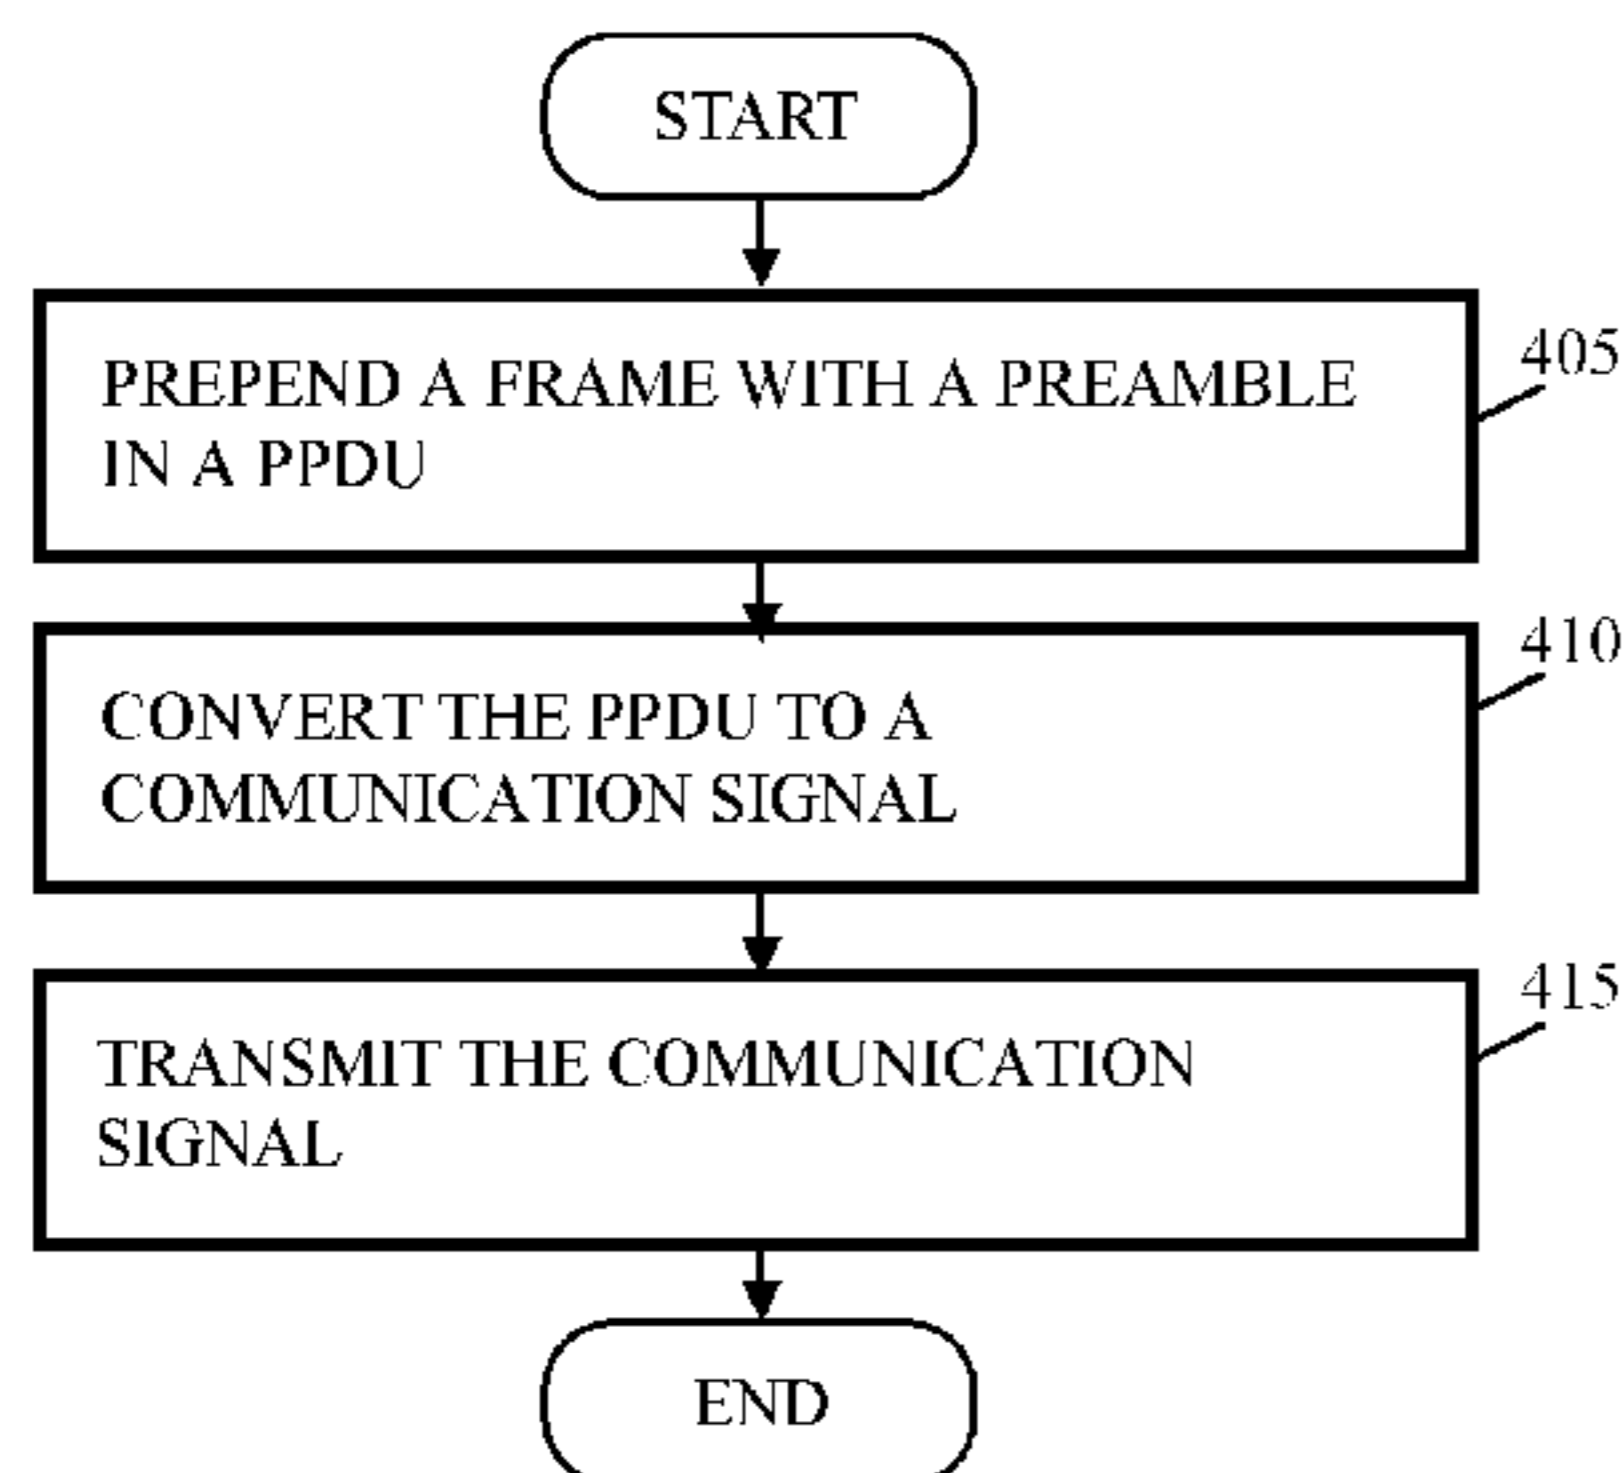 START
PREPEND A FRAME WITH A PREAMBLE
IN A PPDU
405
CONVERT THE PPDU TO A
COMMUNICATION SIGNAL
410
TRANSMIT THE COMMUNICATION
SIGNAL
415
END